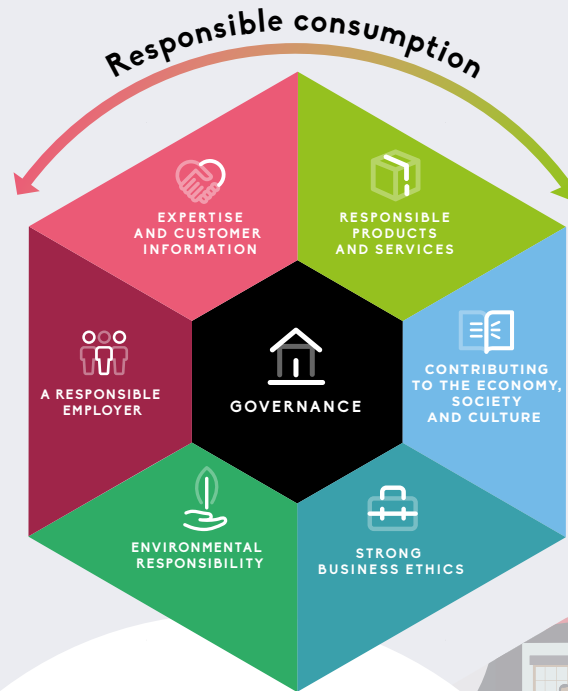 Responsible consumption
EXPERTISE
AND CUSTOMER
INFORMATION
RESPONSIBLE
PRODUCTS
AND SERVICES
A RESPONSIBLE
EMPLOYER
GOVERNANCE
CONTRIBUTING
TO THE ECONOMY,
SOCIETY
AND CULTURE
ENVIRONMENTAL
RESPONSIBILITY
STRONG
BUSINESS ETHICS